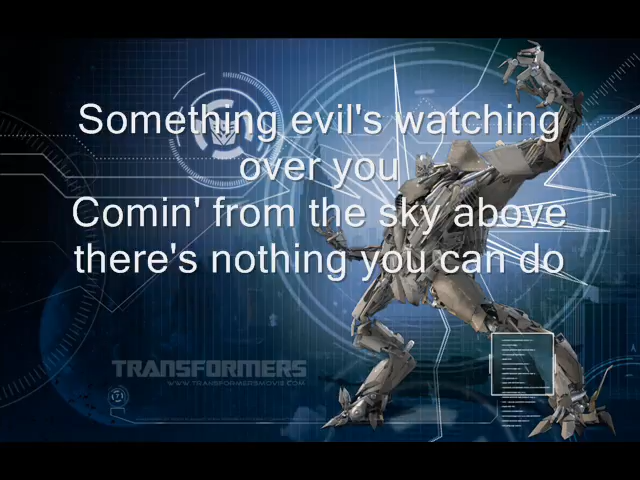 Something evil's watching
over you
Comin' from the sky above
there's nothing you can do
TRANSFORMERS
WWW.TRANSFORMERSMOVIE.COM